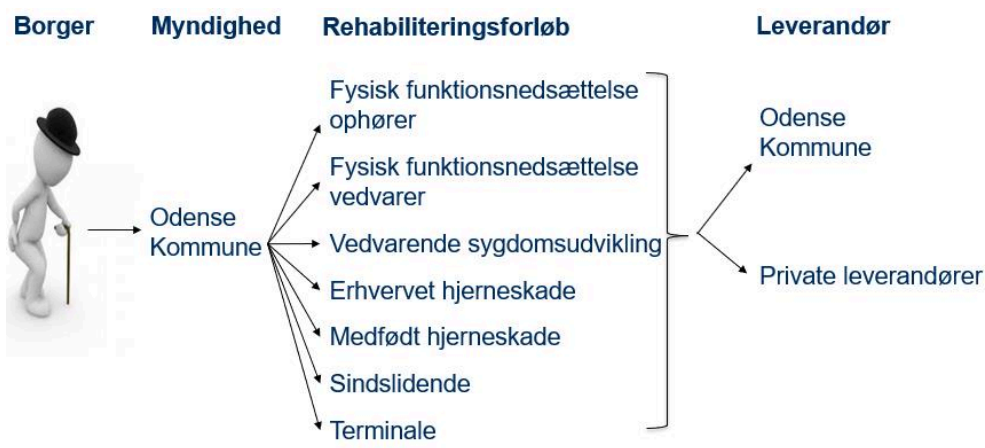 Borger
Myndighed
Rehabiliteringsforløb
Leverandør
Odense
Kommune
Fysisk funktionsnedsættelse
ophører
Fysisk funktionsnedsættelse
vedvarer
Vedvarende sygdomsudvikling
Erhvervet hjerneskade
Medfødt hjerneskade
Sindslidende
Terminale
Odense
Kommune
Private leverandører